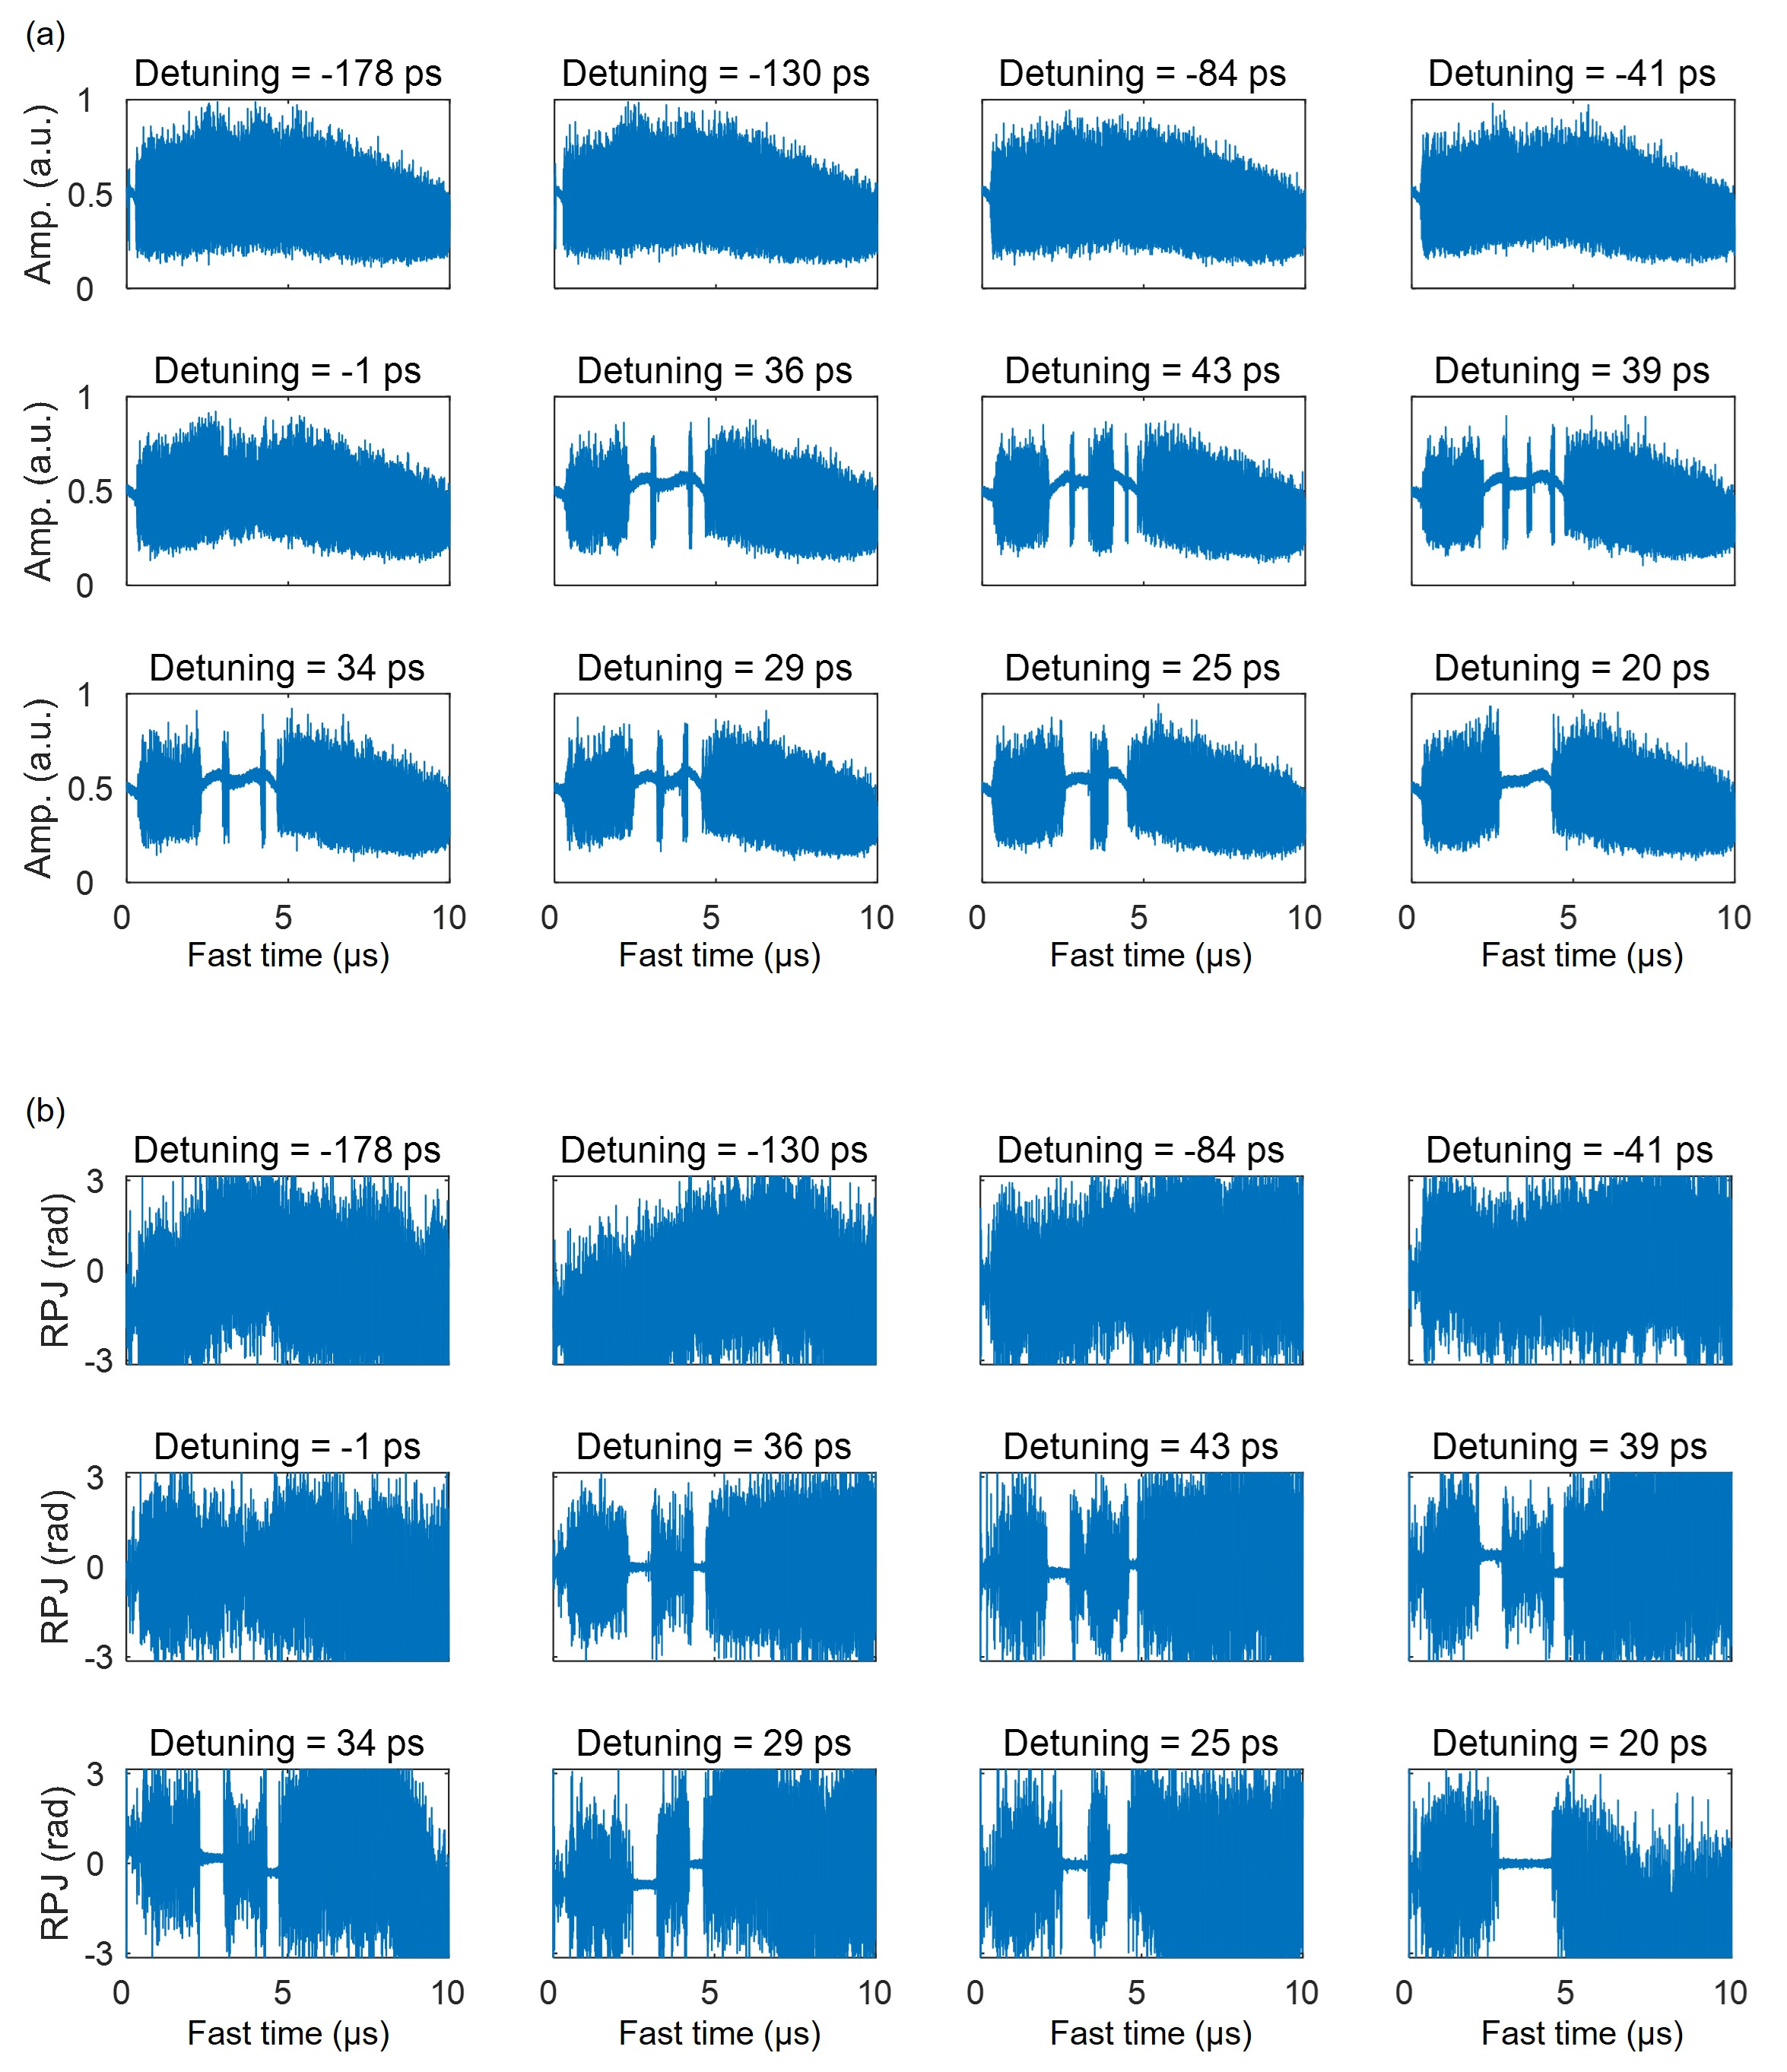 (a)
Detuning = -178 ps
Detuning = -130 ps
Detuning = -84 ps
Detuning = -41 ps
Amp. (a.u.)
1
0.5
0
Detuning = -1 ps
Detuning = 36 ps
Detuning = 43 ps
Detuning = 39 ps
Amp. (a.u.)
1
0.5
0
Detuning = 34 ps
Detuning = 29 ps
Detuning = 25 ps
Detuning = 20 ps
Amp. (a.u.)
1
0.5
0
0 5 10
0 5 10
0 5 10
0 5 10
Fast time (µs)
Fast time (µs)
Fast time (µs)
Fast time (µs)
(b)
Detuning = -178 ps
Detuning = -130 ps
Detuning = -84 ps
Detuning = -41 ps
RPJ (rad)
3
0
-3
Detuning = -1 ps
Detuning = 36 ps
Detuning = 43 ps
Detuning = 39 ps
RPJ (rad)
3
0
-3
Detuning = 34 ps
Detuning = 29 ps
Detuning = 25 ps
Detuning = 20 ps
RPJ (rad)
3
0
-3
0 5 10
0 5 10
0 5 10
0 5 10
Fast time (µs)
Fast time (µs)
Fast time (µs)
Fast time (µs)